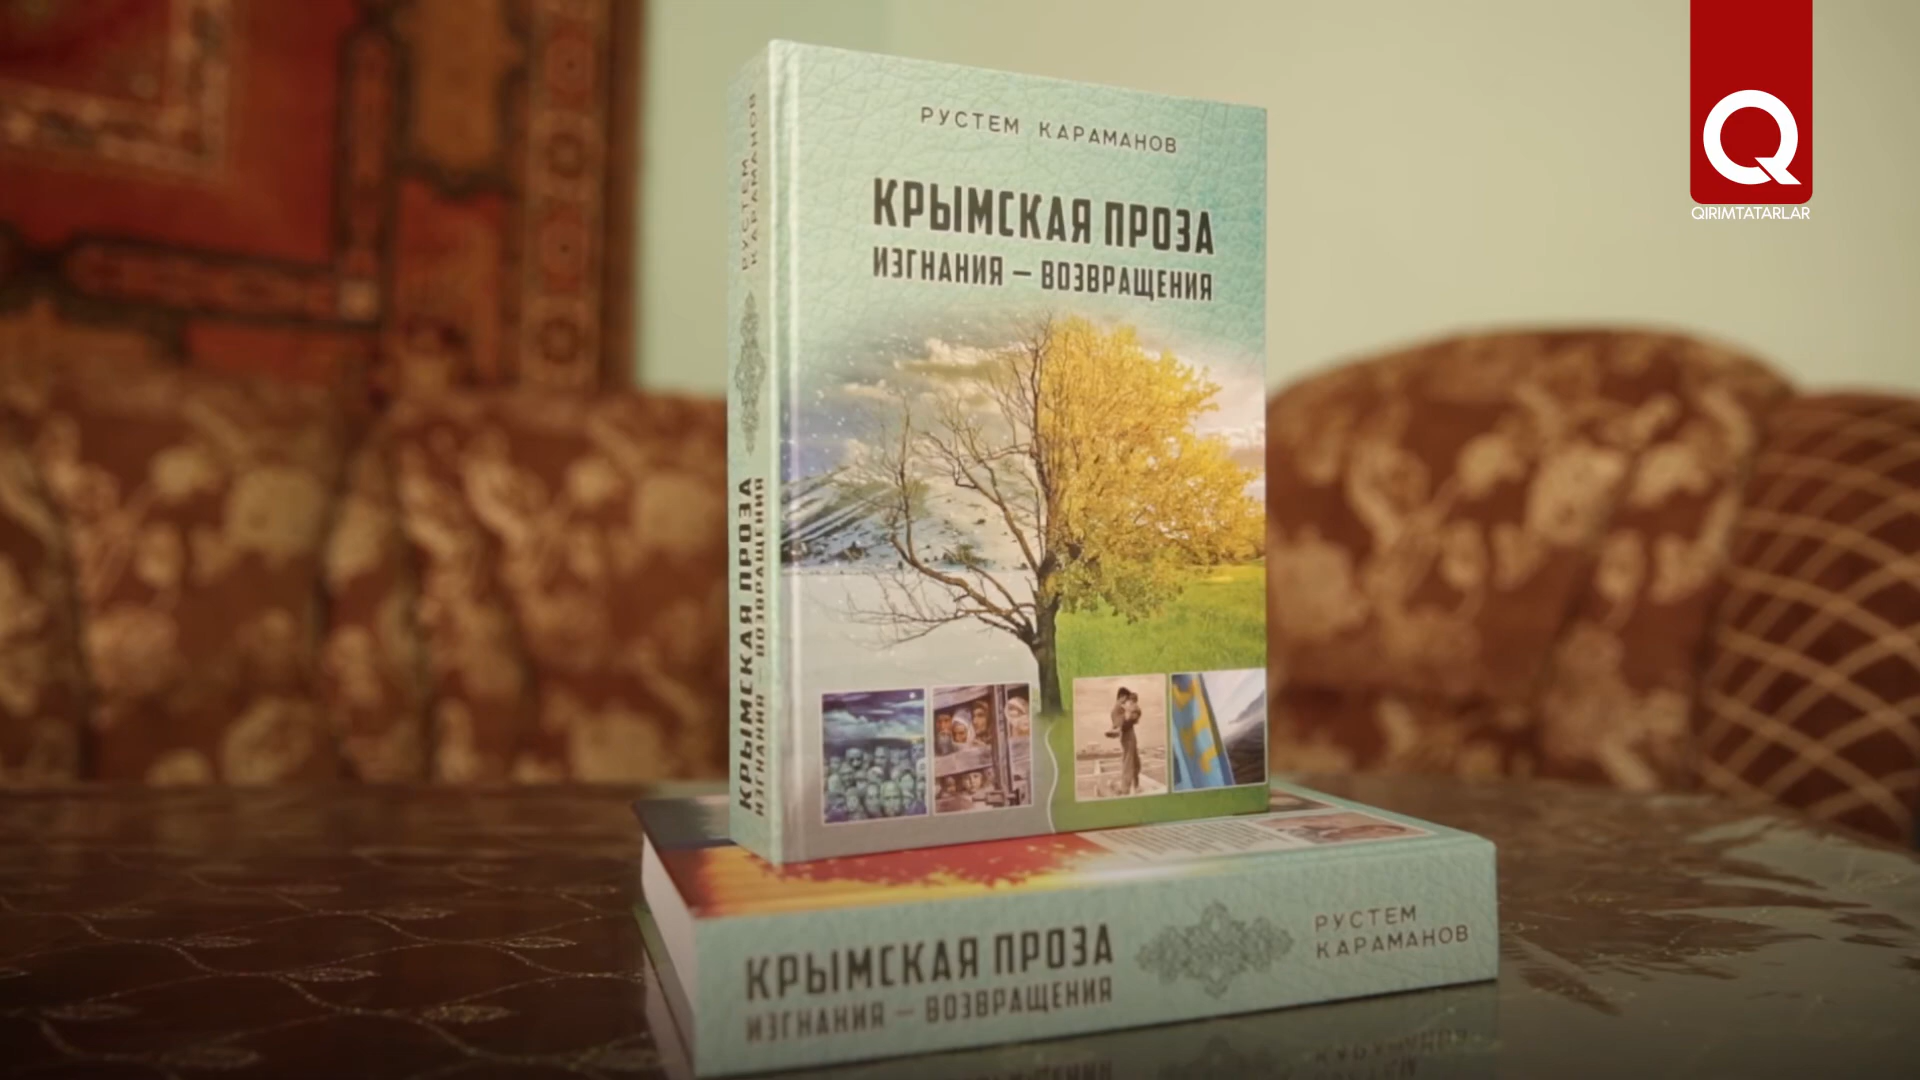 РУСТЕМ КАРАМАНОВ
КРЫМСКАЯ ПРОЗА
ИЗГНАНИЯ – ВОЗВРАЩЕНИЯ
РУСТЕМ
КАРАМАНОВ
КРЫМСКАЯ ПРОЗА
ИЗГНАНИЯ – ВОЗВРАЩЕНИЯ
КРЫМСКАЯ ПРОЗА
ИЗГНАНИЯ – ВОЗВРАЩЕНИЯ
РУСТЕМ
КАРАМАНОВ
Q
QIRIMTATARLAR